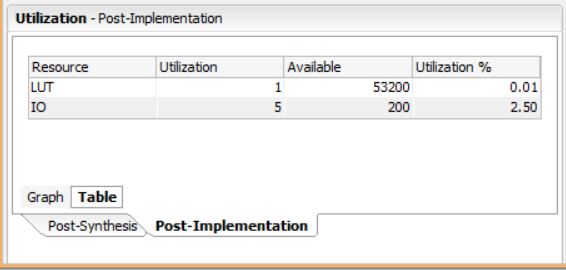 Utilization - Post-Implementation
Resource Utilization Available Utilization %
LUT 1 53200 0.01
IO 5 200 2.50
Graph Table
Post-Synthesis Post-Implementation